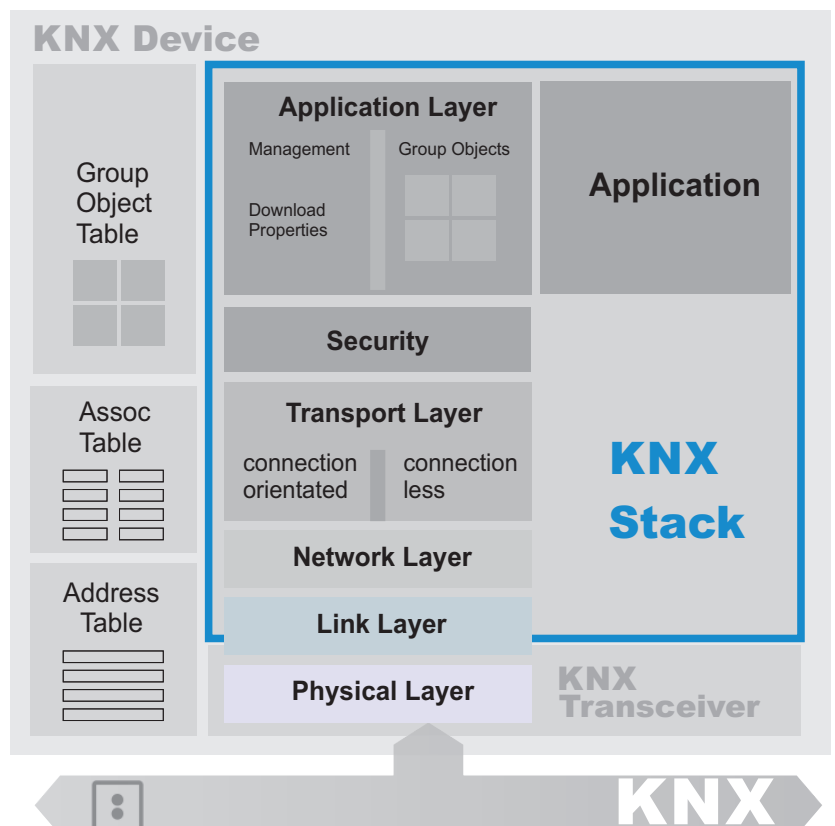 KNX Device
Group
Object
Table
Assoc
Table
Address
Table
Application Layer
Management
Group Objects
Download
Properties
Application
Security
Transport Layer
connection
orientated
connection
less
Network Layer
Link Layer
Physical Layer
KNX
Stack
KNX
Transceiver
KNX